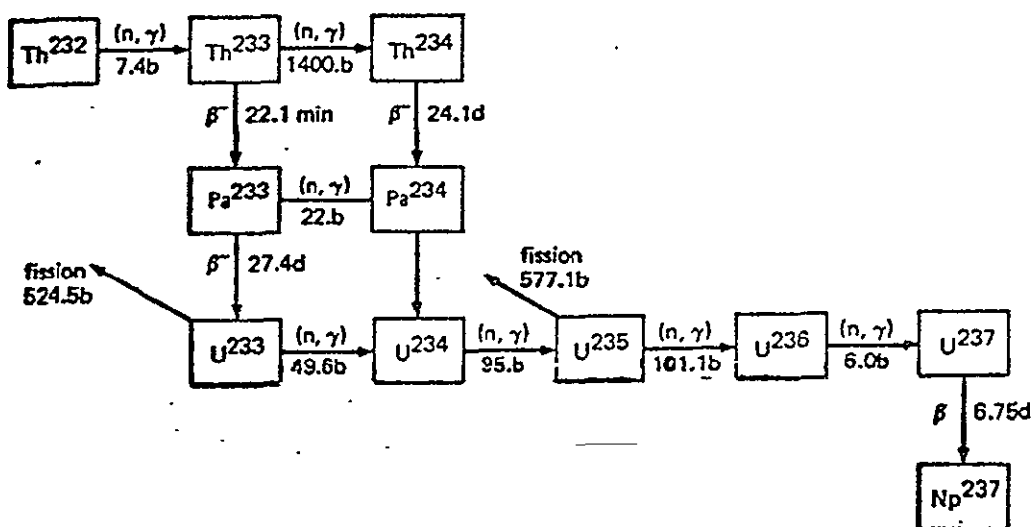 (n, γ) (n, γ)
Th²³² Th²³³ Th²³⁴
7.4b 1400.b
β⁻ 22.1 min β⁻ 24.1d
(n, γ)
Pa²³³ Pa²³⁴
22.b
β⁻ 27.4d
fission fission
524.5b 577.1b
(n, γ) (n, γ) (n, γ) (n, γ)
U²³³ U²³⁴ U²³⁵ U²³⁶ U²³⁷
49.6b 95.b 101.1b 6.0b
β 6.75d
Np²³⁷